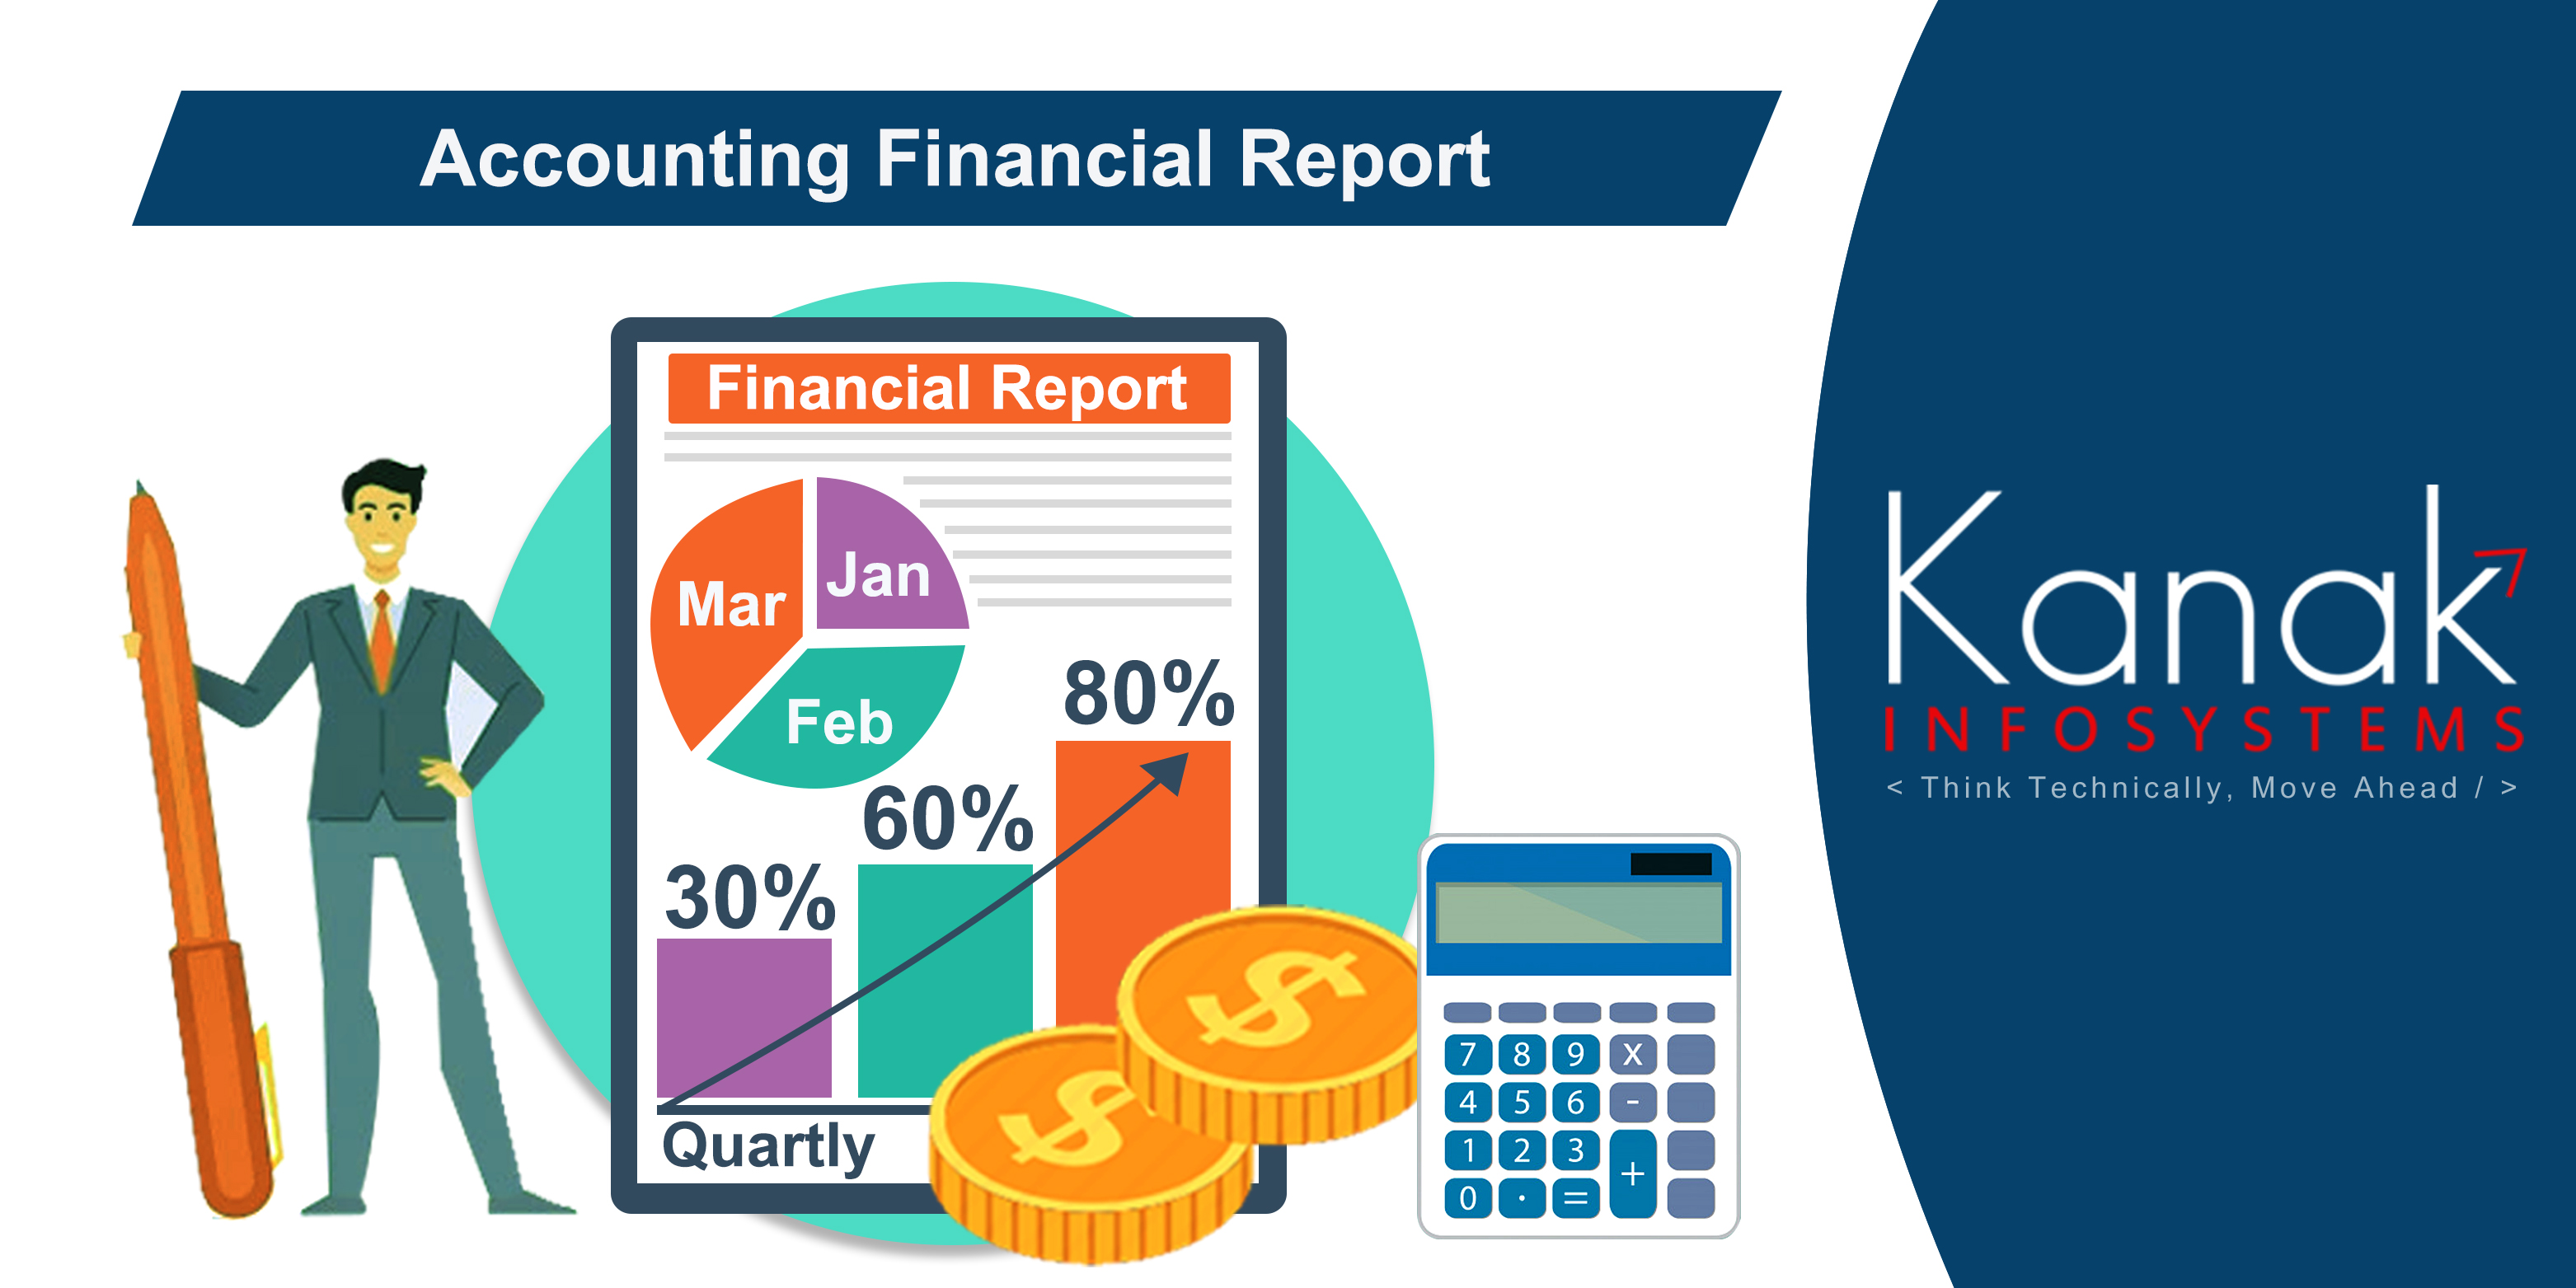 Accounting Financial Report
Financial Report
Mar
Jan
Feb
80%
60%
30%
Quartly
$
$
7 8 9 x
4 5 6 -
1 2 3
+
0 . =
Kanak
INFOSYSTEMS
< Think Technically, Move Ahead / >